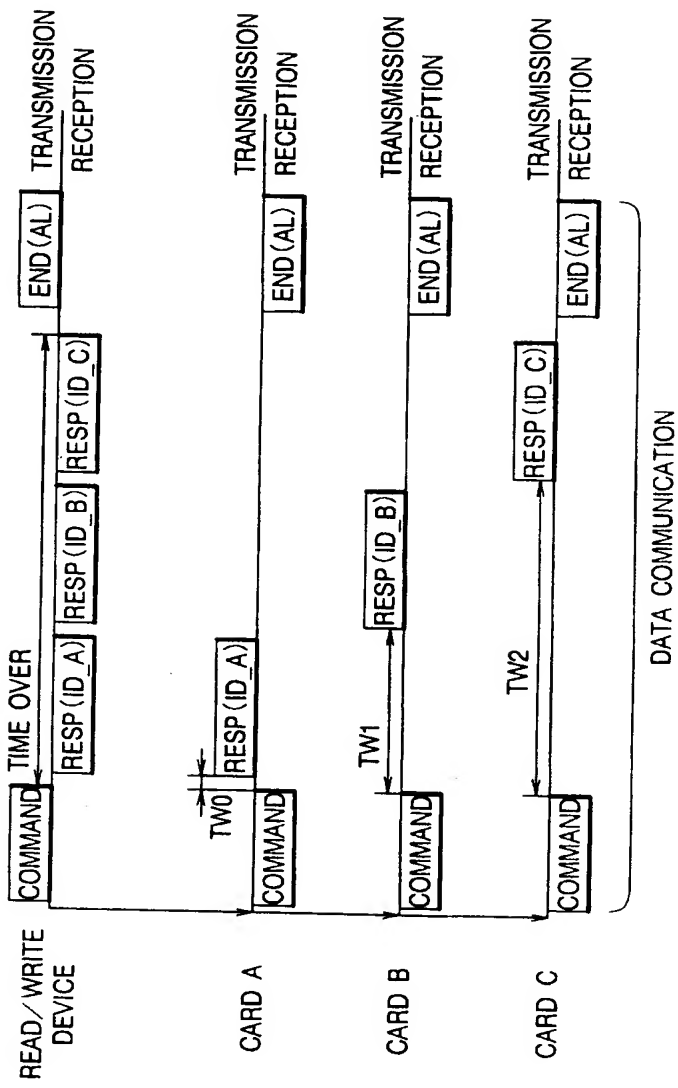 READ/WRITE
DEVICE
COMMAND
TIME OVER
RESP(ID_A)
RESP(ID_B)
RESP(ID_C)
END(AL)
TRANSMISSION
RECEPTION
CARD A
COMMAND
TW0
RESP(ID_A)
END(AL)
TRANSMISSION
RECEPTION
CARD B
COMMAND
TW1
RESP(ID_B)
END(AL)
TRANSMISSION
RECEPTION
CARD C
COMMAND
TW2
RESP(ID_C)
END(AL)
TRANSMISSION
RECEPTION
DATA COMMUNICATION